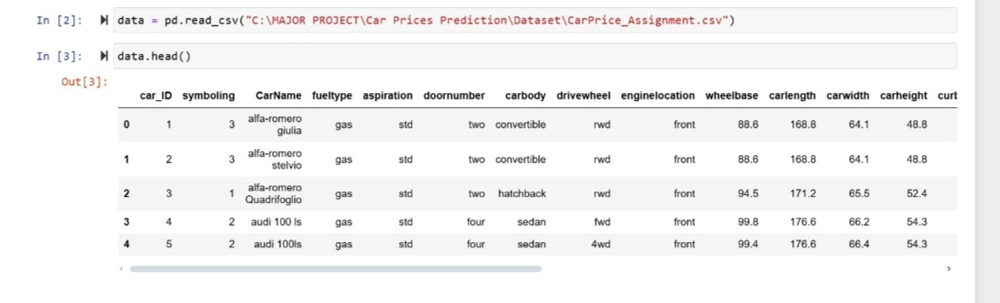 In [2]: data = pd.read_csv("C:\MAJOR PROJECT\Car Prices Prediction\Dataset\CarPrice_Assignment.csv")
In [3]: data.head()
Out[3]:
car_ID symboling CarName fueltype aspiration doornumber carbody drivewheel enginelocation wheelbase carlength carwidth carheight curb
0 1 3 alfa-romero giulia gas std two convertible rwd front 88.6 168.8 64.1 48.8
1 2 3 alfa-romero stelvio gas std two convertible rwd front 88.6 168.8 64.1 48.8
2 3 1 alfa-romero Quadrifoglio gas std two hatchback rwd front 94.5 171.2 65.5 52.4
3 4 2 audi 100 ls gas std four sedan fwd front 99.8 176.6 66.2 54.3
4 5 2 audi 100ls gas std four sedan 4wd front 99.4 176.6 66.4 54.3